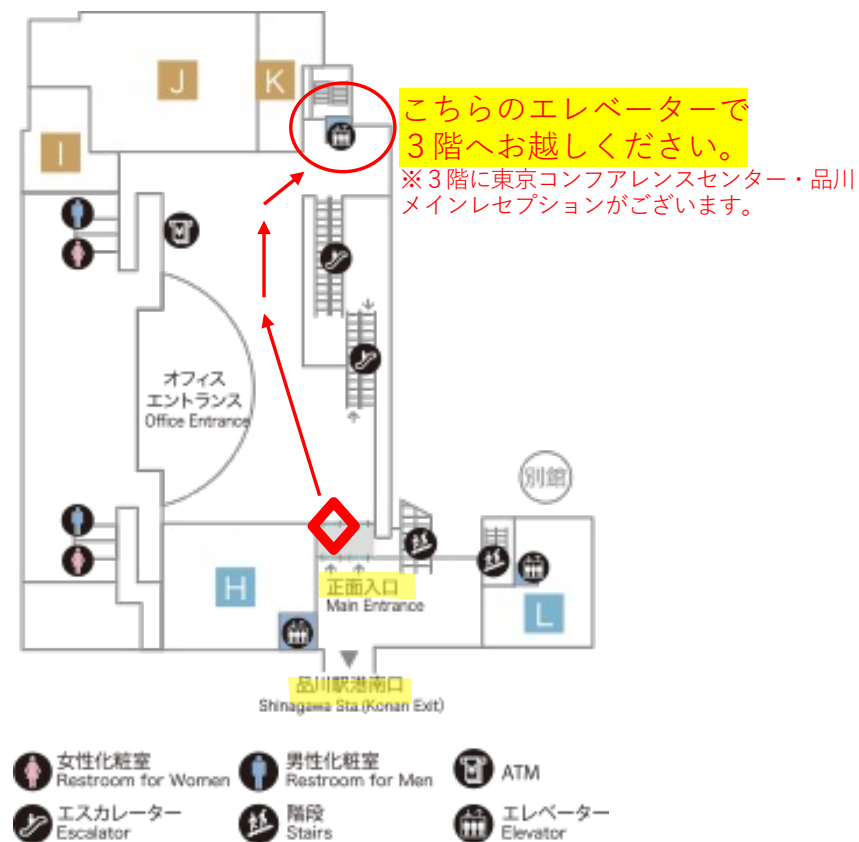 J
K
I
こちらのエレベーターで
3階へお越しください。
※3階に東京コンファレンスセンター・品川
メインレセプションがございます。
オフィス
エントランス
Office Entrance
別館
H
正面入口
Main Entrance
L
品川駅港南口
Shinagawa Sta.(Konan Exit)
女性化粧室
Restroom for Women
男性化粧室
Restroom for Men
ATM
エスカレーター
Escalator
階段
Stairs
エレベーター
Elevator